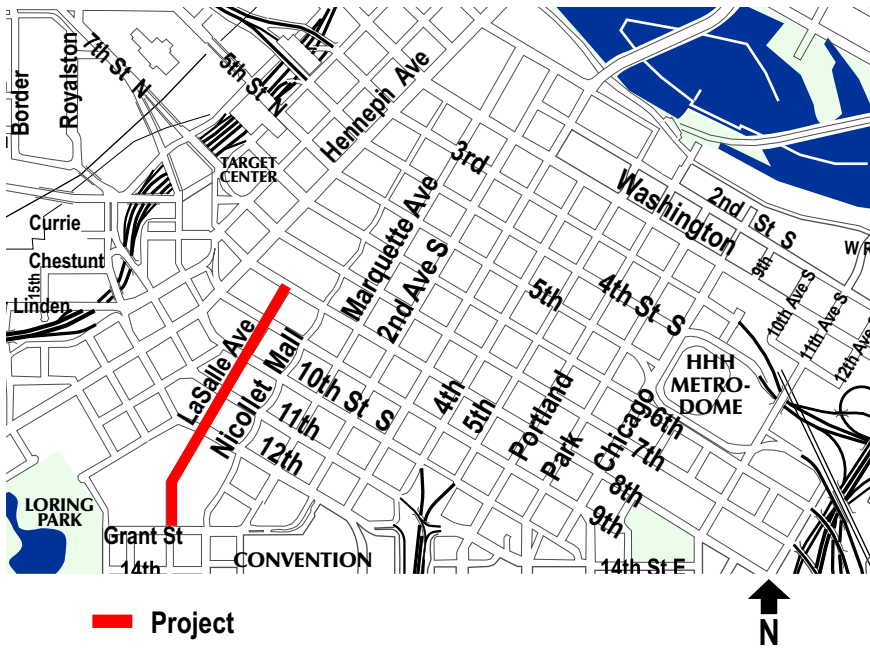 7th St N
5th St N
Hennepin Ave
Border
Royalston
TARGET
CENTER
3rd
Washington
2nd St S
W R
9th
10th Ave S
11th Ave S
12th Ave S
Currie
Chestunt
15th
Linden
Marquette Ave
2nd Ave S
5th
4th St S
HHH
METRO-
DOME
LaSalle Ave
Nicollet Mall
10th St S
11th
12th
4th
5th
Portland
Park
Chicago
6th
7th
8th
9th
LORING
PARK
Grant St
14th
CONVENTION
14th St E
Project
N